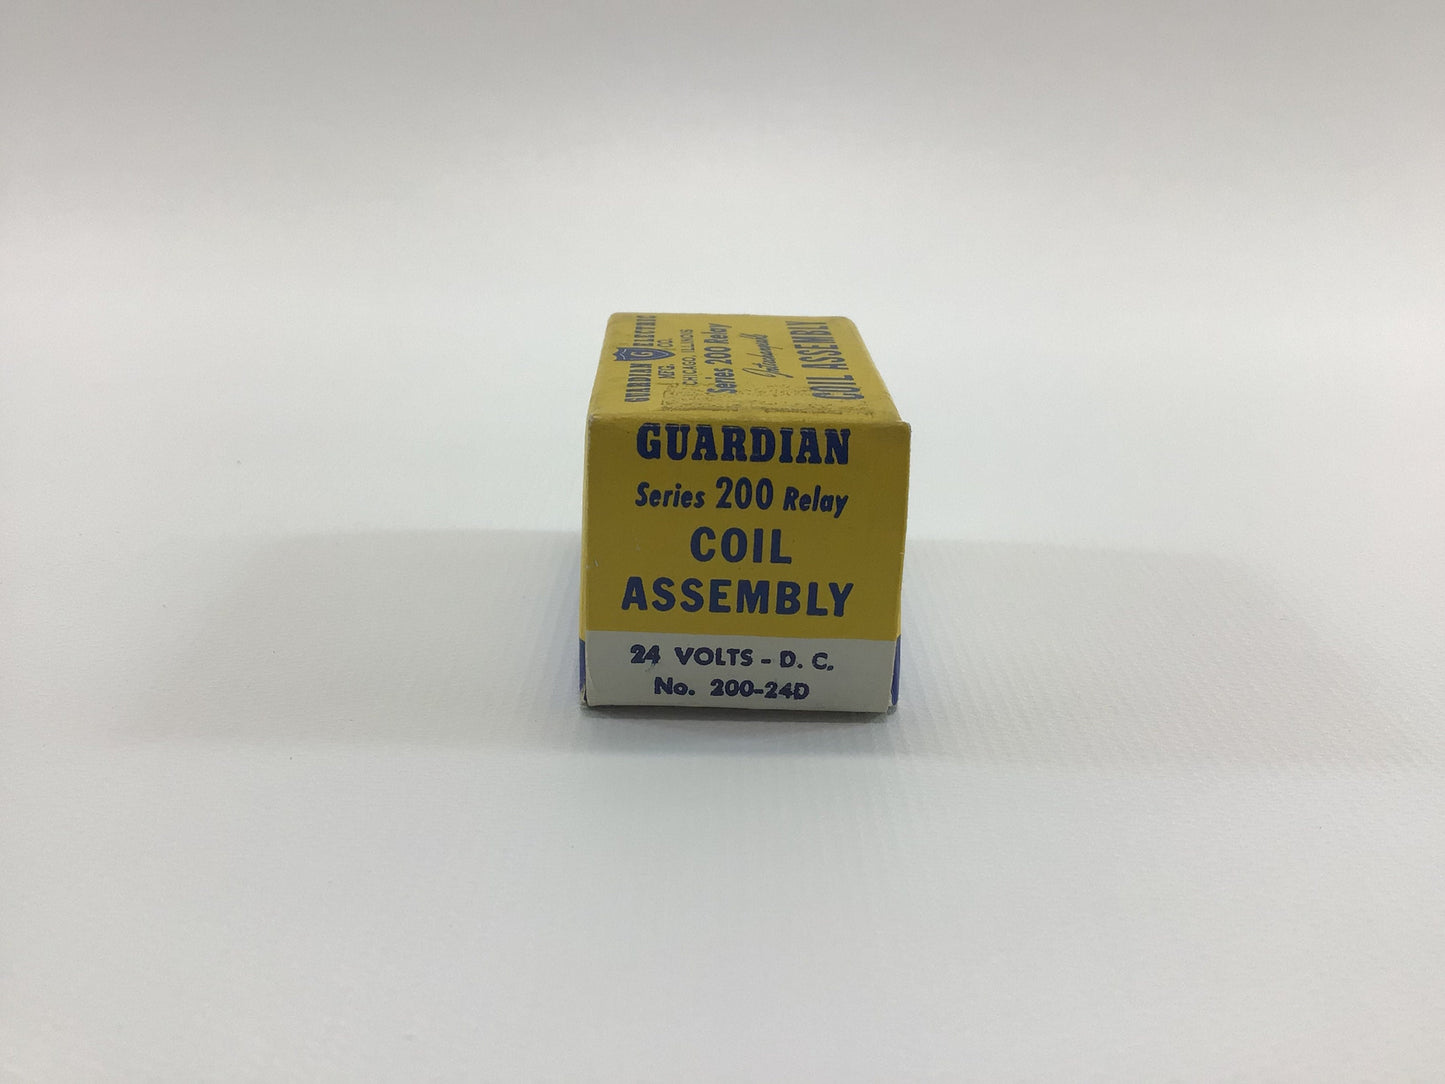 GUARDIAN G ELECTRIC
MFG. CO.
CHICAGO, ILLINOIS
Series 200 Relay
Interchangeable
COIL ASSEMBLY
GUARDIAN
Series 200 Relay
COIL
ASSEMBLY
24 VOLTS - D. C.
No. 200-24D